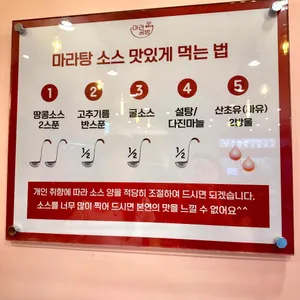 마라
공방
마라탕 소스 맛있게 먹는 법
1 2 3 4 5
땅콩소스 고추기름 굴소스 설탕/ 산초유(마유)
2스푼 반스푼 다진마늘 2방울
½ ½ ½
개인 취향에 따라 소스 양을 적당히 조절하여 드시면 되겠습니다.
소스를 너무 많이 찍어 드시면 본연의 맛을 느낄 수 없어요^^